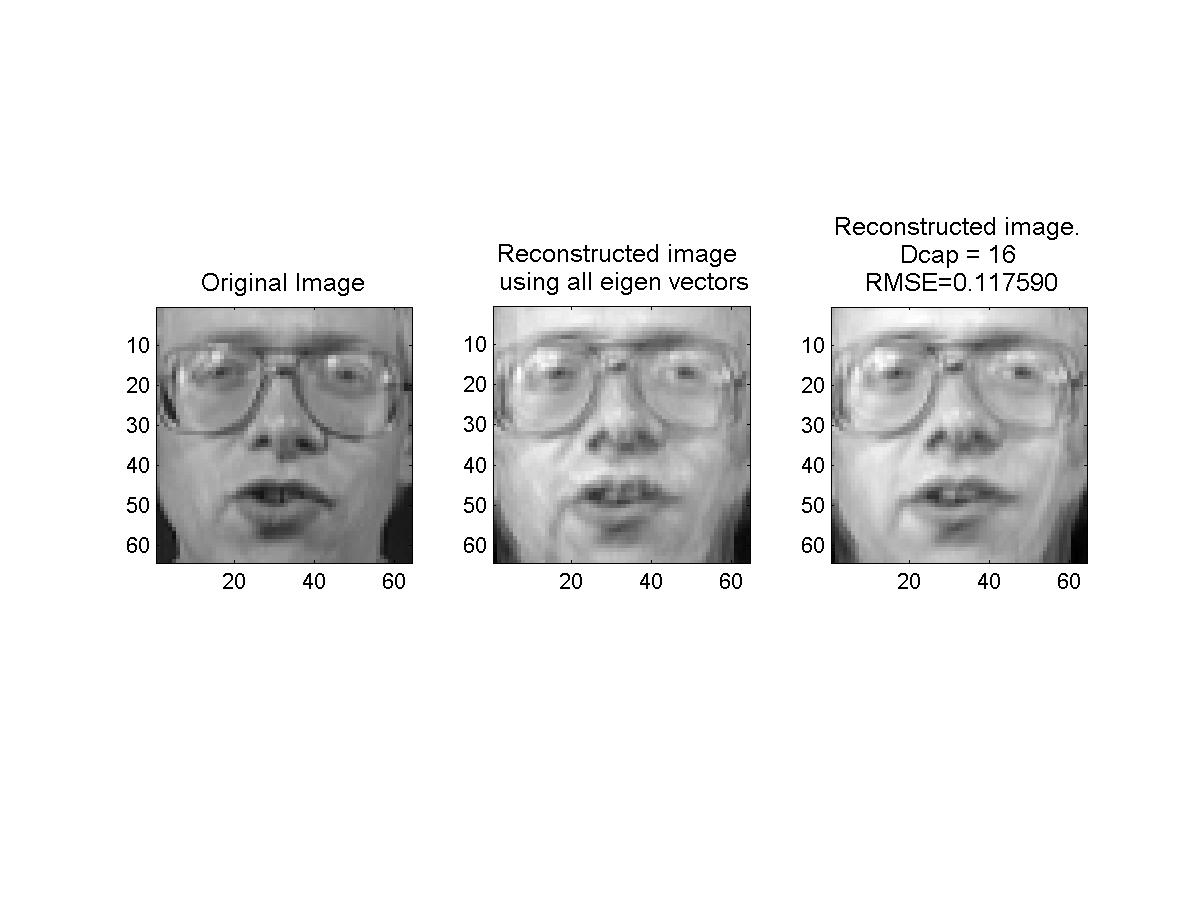 Original Image
10
20
30
40
50
60
20 40 60
Reconstructed image
using all eigen vectors
10
20
30
40
50
60
20 40 60
Reconstructed image.
Dcap = 16
RMSE=0.117590
10
20
30
40
50
60
20 40 60